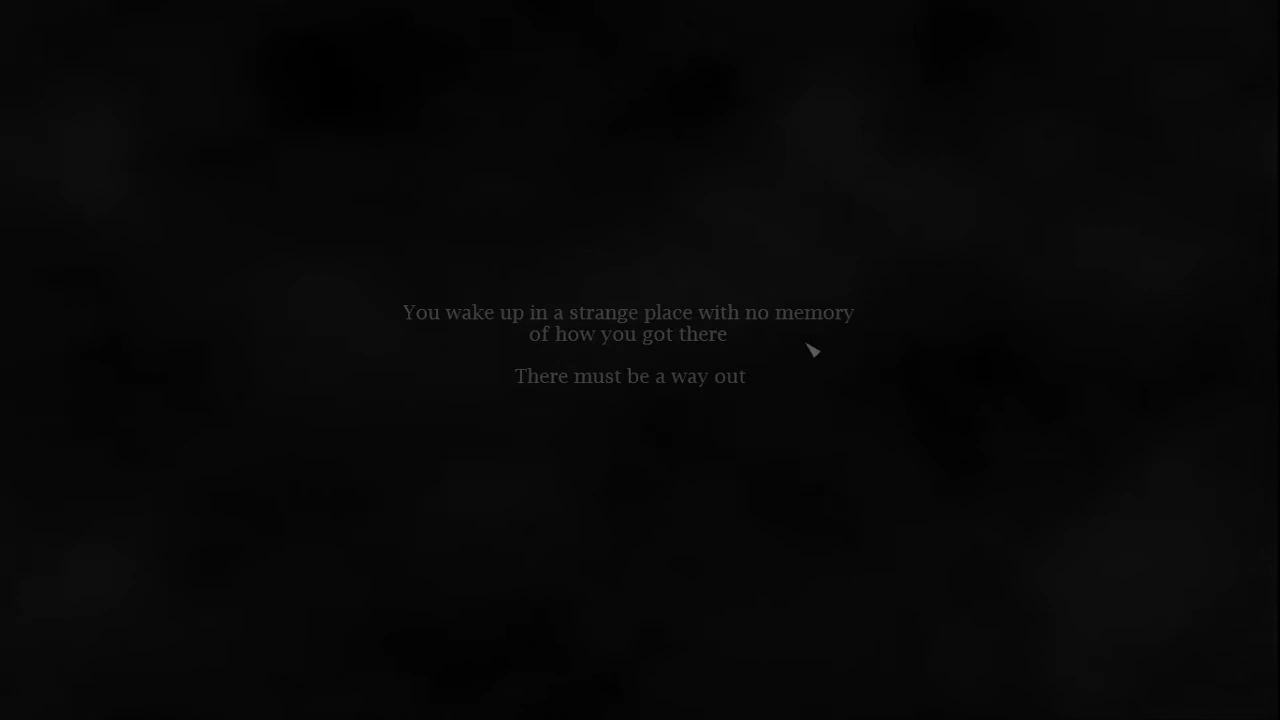 You wake up in a strange place with no memory
of how you got there
There must be a way out